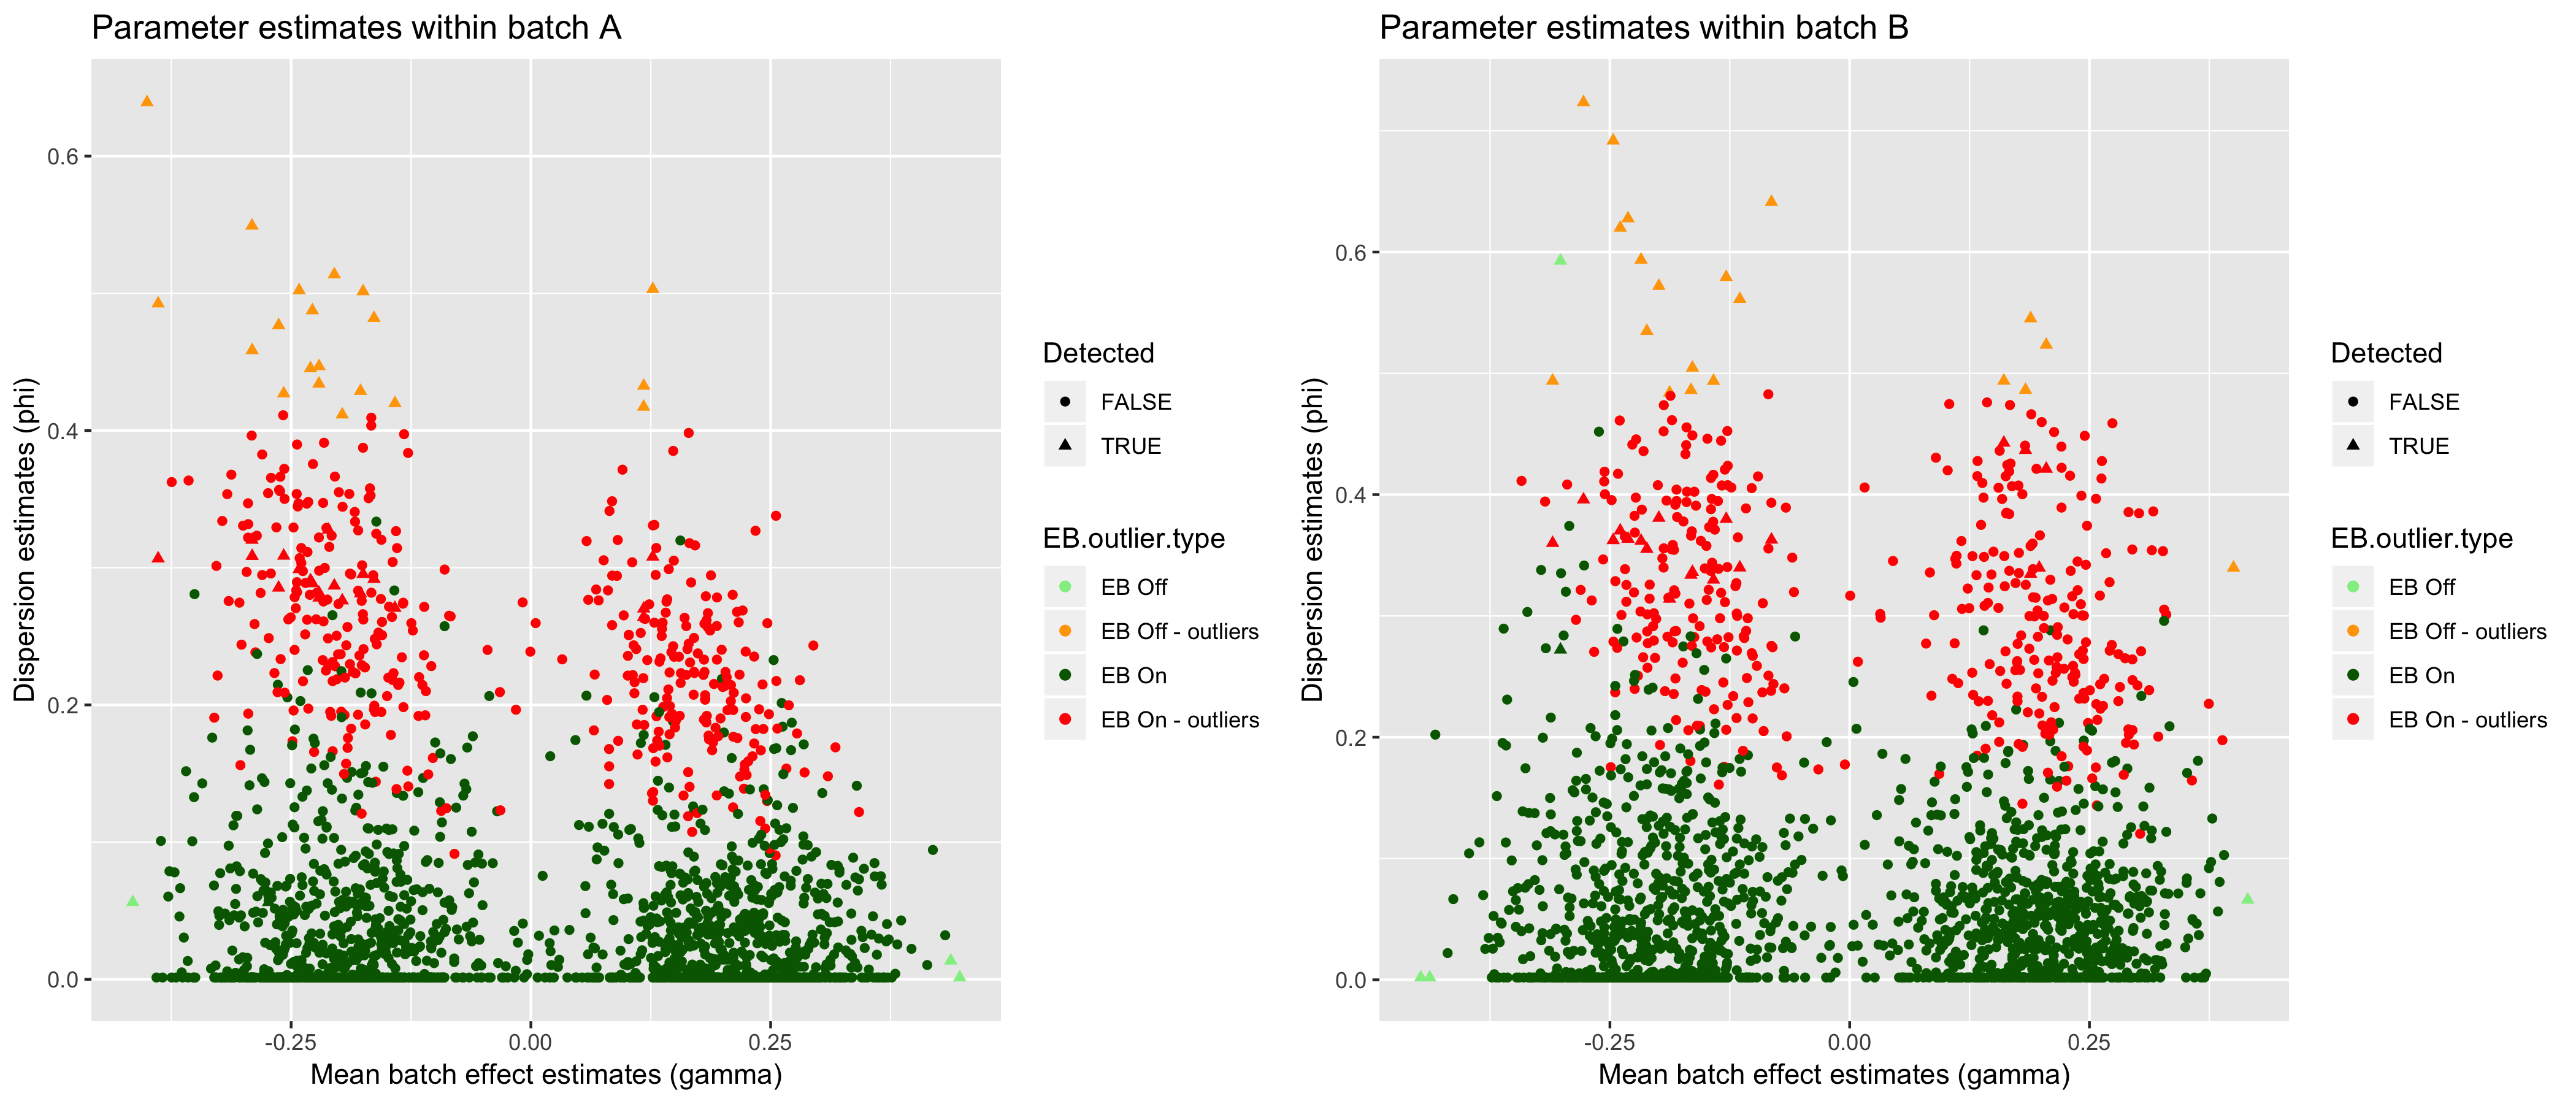 Parameter estimates within batch A
Dispersion estimates (phi)
0.6
0.4
0.2
0.0
-0.25 0.00 0.25
Mean batch effect estimates (gamma)
Detected
FALSE
TRUE
EB.outlier.type
EB Off
EB Off - outliers
EB On
EB On - outliers
Parameter estimates within batch B
Dispersion estimates (phi)
0.6
0.4
0.2
0.0
-0.25 0.00 0.25
Mean batch effect estimates (gamma)
Detected
FALSE
TRUE
EB.outlier.type
EB Off
EB Off - outliers
EB On
EB On - outliers